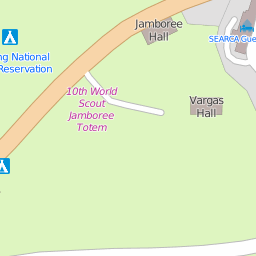 Jamboree
Hall
SEARCA Gue
ng National
Reservation
10th World
Scout
Jamboree
Totem
Vargas
Hall